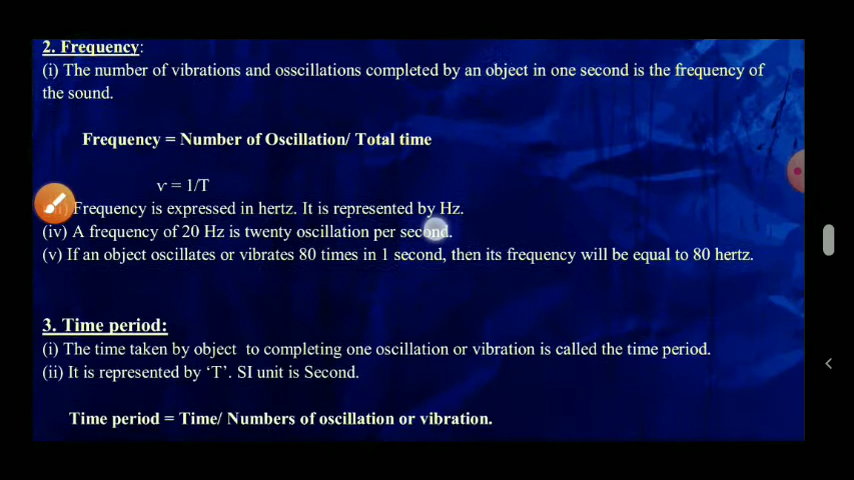 2. Frequency:
(i) The number of vibrations and osscillations completed by an object in one second is the frequency of
the sound.
Frequency = Number of Oscillation/ Total time
ν = 1/T
Frequency is expressed in hertz. It is represented by Hz.
(iv) A frequency of 20 Hz is twenty oscillation per second.
(v) If an object oscillates or vibrates 80 times in 1 second, then its frequency will be equal to 80 hertz.
3. Time period:
(i) The time taken by object to completing one oscillation or vibration is called the time period.
(ii) It is represented by ‘T’. SI unit is Second.
Time period = Time/ Numbers of oscillation or vibration.